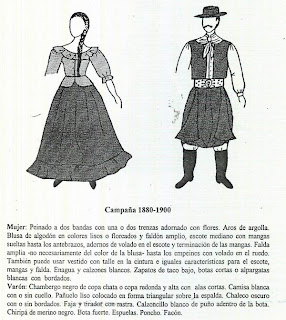 Campaña 1880-1900
Mujer: Peinado a dos bandas con una o dos trenzas adornado con flores. Aros de argolla.
Blusa de algodón en colores lisos o floreados y faldón amplio, escote mediano con mangas
sueltas hasta los antebrazos, adornos de volado en el escote y terminación de las mangas. Falda
amplia -no necesariamente del color de la blusa- hasta los empeines con volado en el ruedo.
También puede usar vestido con talle en la cintura e iguales características para el escote,
mangas y falda. Enagua y calzones blancos. Zapatos de taco bajo, botas cortas o alpargatas
blancas con bordados.
Varón: Chambergo negro de copa chata o copa redonda y alta con alas cortas. Camisa blanca
con o sin cuello. Pañuelo liso colocado en forma triangular sobre la espalda. Chaleco oscuro
con o sin bordados. Faja y tirador con rastra. Calzoncillo blanco de puño adentro de la bota.
Chiripá de merino negro. Bota fuerte. Espuelas. Poncho. Facón.